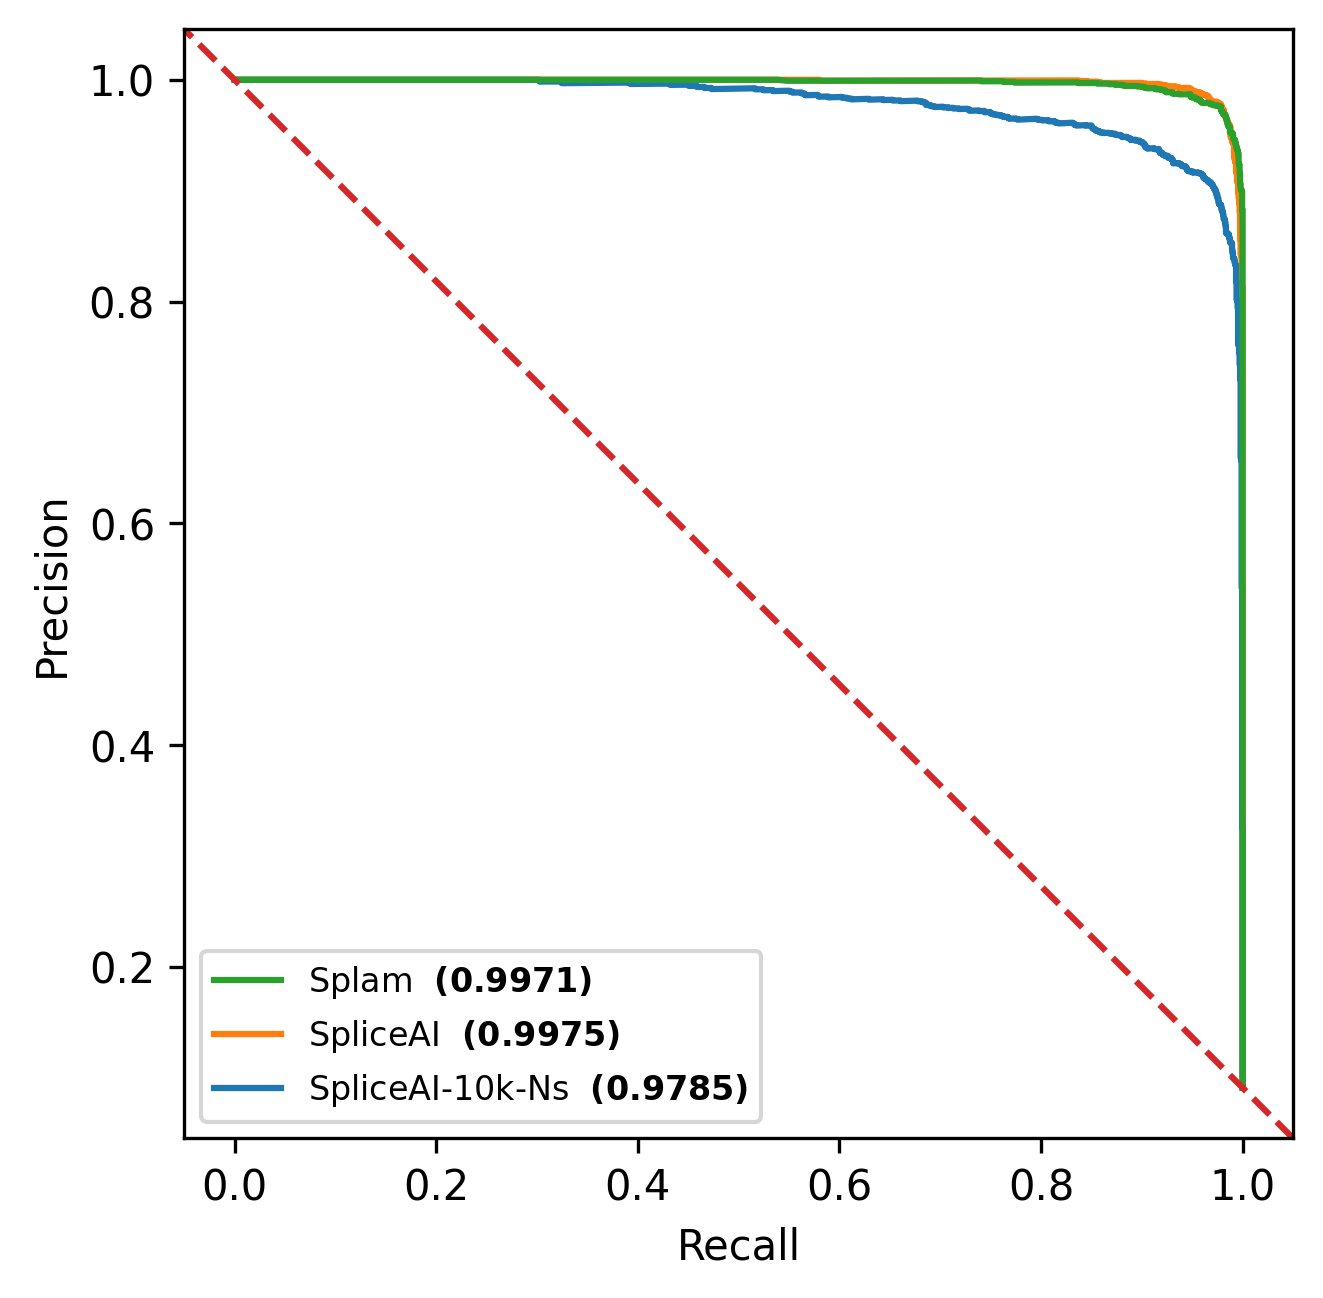 1.0
0.8
0.6
0.4
0.2
Precision
Splam (0.9971)
SpliceAI (0.9975)
SpliceAI-10k-Ns (0.9785)
0.0 0.2 0.4 0.6 0.8 1.0
Recall